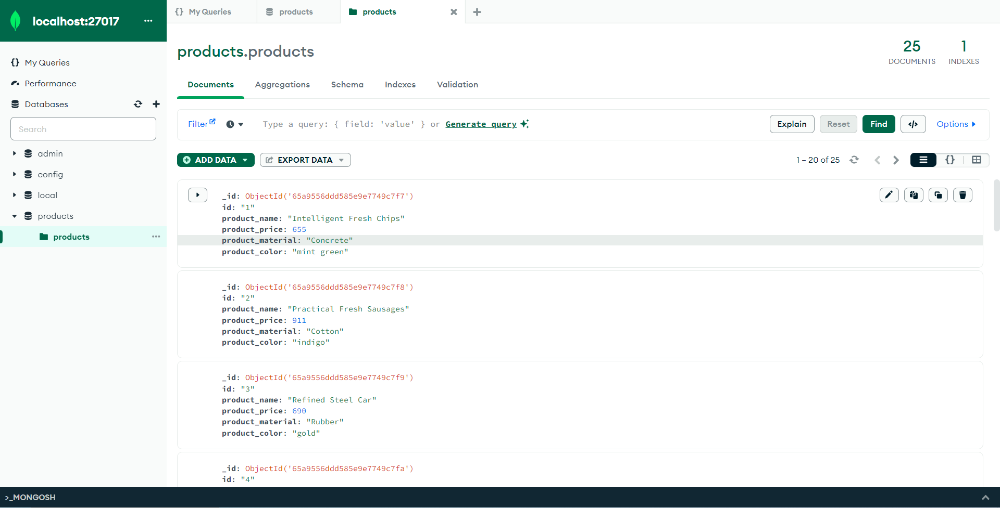 localhost:27017
My Queries
products
products
My Queries
Performance
Databases
Search
admin
config
local
products
products
products.products
25
DOCUMENTS
1
INDEXES
Documents
Aggregations
Schema
Indexes
Validation
Filter
Type a query: { field: 'value' } or Generate query
Explain
Reset
Find
</>
Options
ADD DATA
EXPORT DATA
1 – 20 of 25
_id: ObjectId('65a9556ddd585e9e7749c7f7')
id: "1"
product_name: "Intelligent Fresh Chips"
product_price: 655
product_material: "Concrete"
product_color: "mint green"
_id: ObjectId('65a9556ddd585e9e7749c7f8')
id: "2"
product_name: "Practical Fresh Sausages"
product_price: 911
product_material: "Cotton"
product_color: "indigo"
_id: ObjectId('65a9556ddd585e9e7749c7f9')
id: "3"
product_name: "Refined Steel Car"
product_price: 690
product_material: "Rubber"
product_color: "gold"
_id: ObjectId('65a9556ddd585e9e7749c7fa')
id: "4"
>_MONGOSH